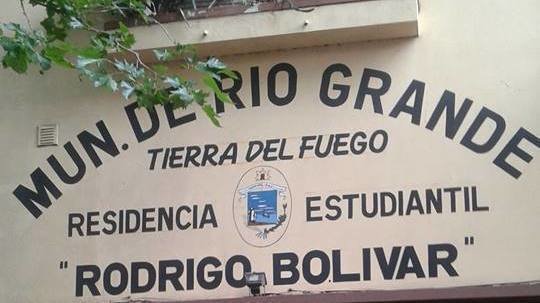 MUN. DE RIO GRANDE
TIERRA DEL FUEGO
RESIDENCIA ESTUDIANTIL
"RODRIGO BOLIVAR"